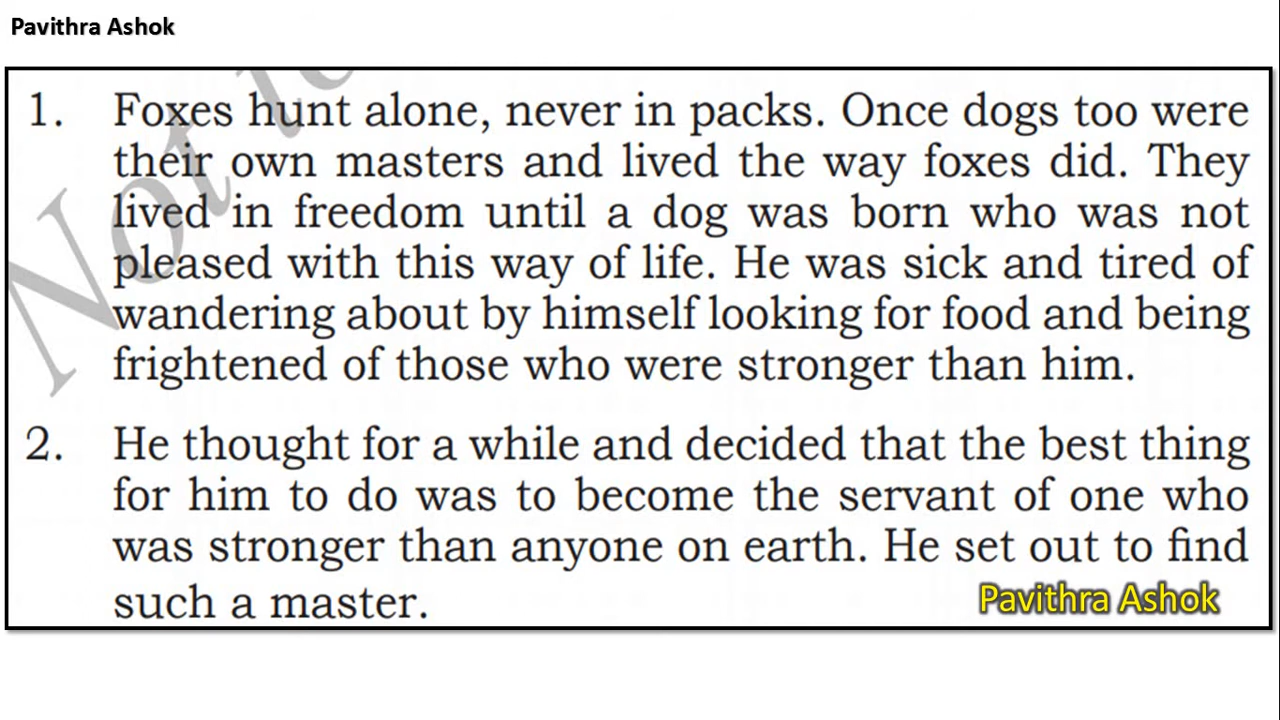 Pavithra Ashok
Not to
1. Foxes hunt alone, never in packs. Once dogs too were
their own masters and lived the way foxes did. They
lived in freedom until a dog was born who was not
pleased with this way of life. He was sick and tired of
wandering about by himself looking for food and being
frightened of those who were stronger than him.
2. He thought for a while and decided that the best thing
for him to do was to become the servant of one who
was stronger than anyone on earth. He set out to find
such a master.
Pavithra Ashok